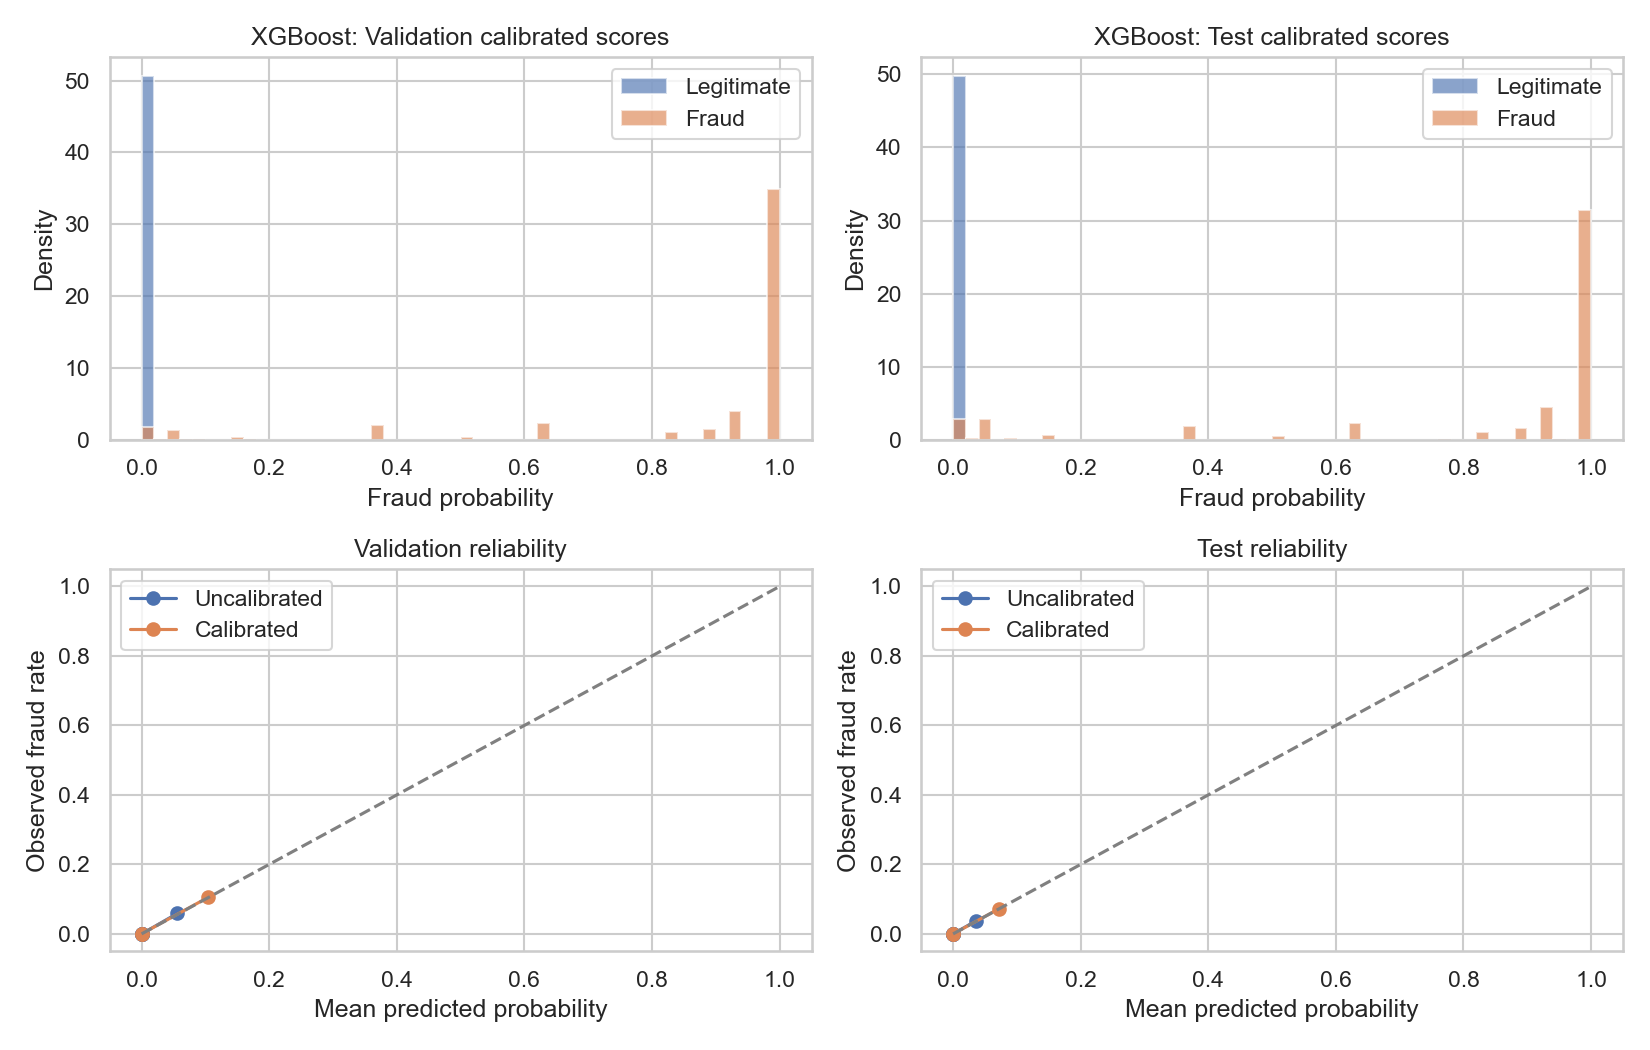 XGBoost: Validation calibrated scores
Density
50
40
30
20
10
0
Legitimate
Fraud
0.0 0.2 0.4 0.6 0.8 1.0
Fraud probability
XGBoost: Test calibrated scores
Density
50
40
30
20
10
0
Legitimate
Fraud
0.0 0.2 0.4 0.6 0.8 1.0
Fraud probability
Validation reliability
Observed fraud rate
1.0
0.8
0.6
0.4
0.2
0.0
Uncalibrated
Calibrated
0.0 0.2 0.4 0.6 0.8 1.0
Mean predicted probability
Test reliability
Observed fraud rate
1.0
0.8
0.6
0.4
0.2
0.0
Uncalibrated
Calibrated
0.0 0.2 0.4 0.6 0.8 1.0
Mean predicted probability